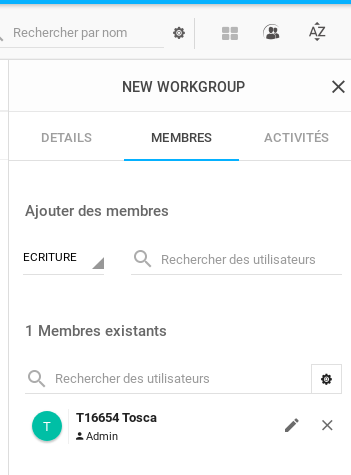 Rechercher par nom
AZ
NEW WORKGROUP
DETAILS MEMBRES ACTIVITÉS
Ajouter des membres
ECRITURE Rechercher des utilisateurs
1 Membres existants
Rechercher des utilisateurs
T T16654 Tosca
Admin